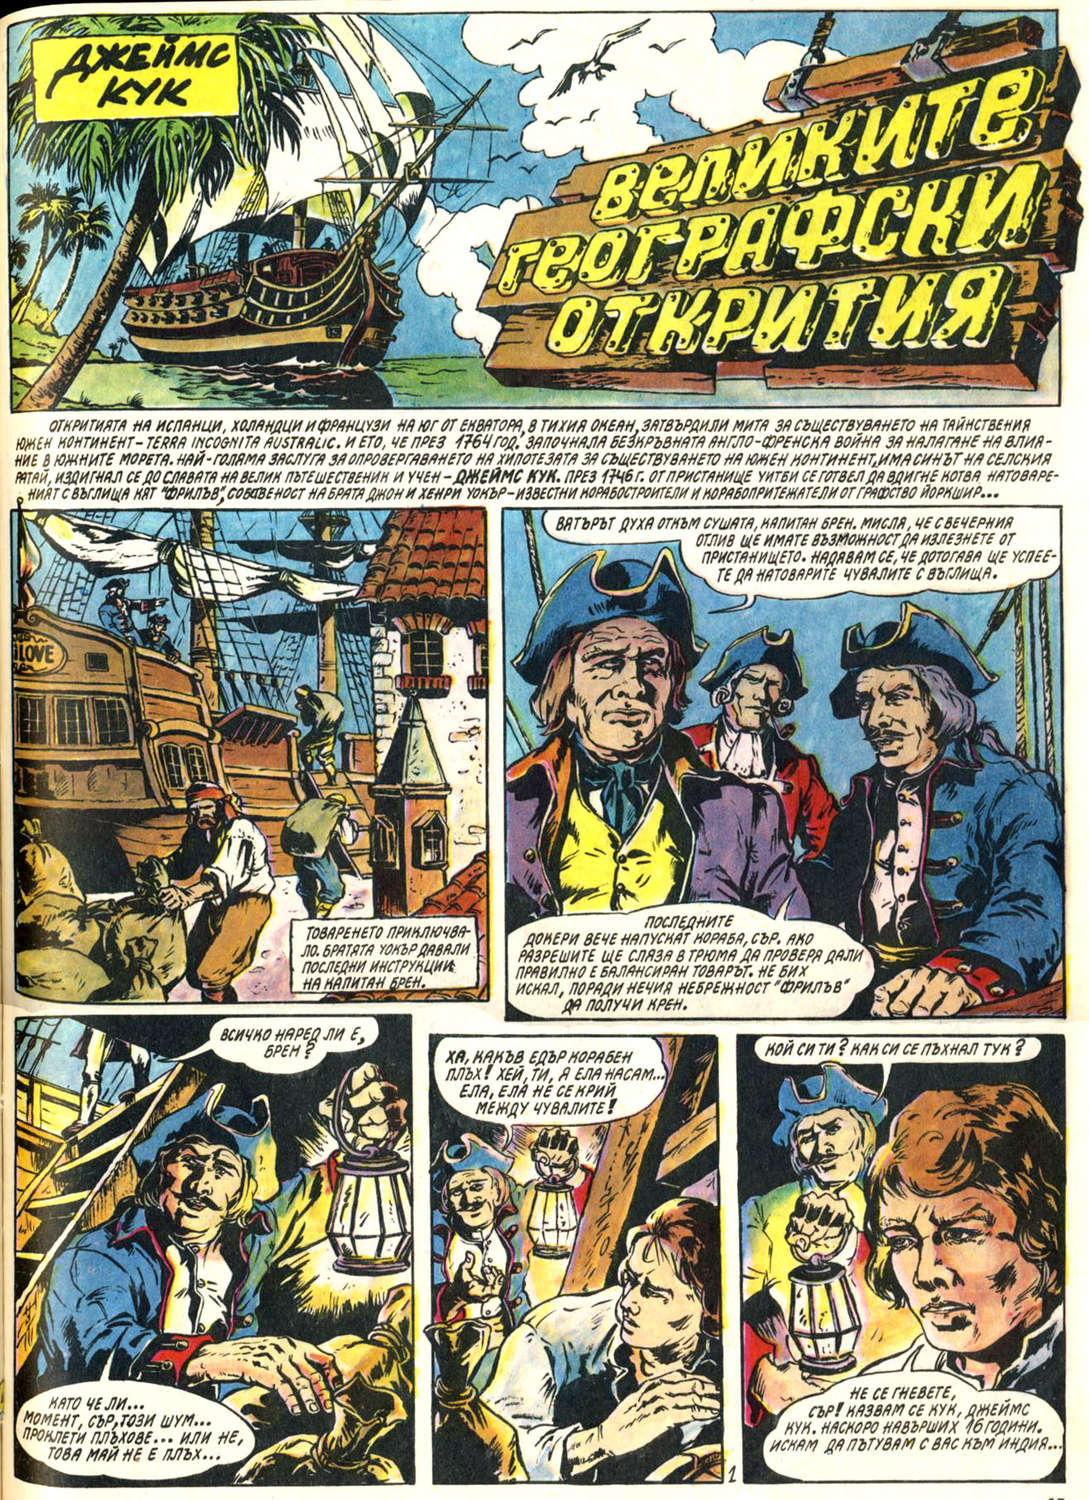 ДЖЕЙМС
КУК
ВЕЛИКИТЕ
ГЕОГРАФСКИ
ОТКРИТИЯ
ОТКРИТИЯТА НА ИСПАНЦИ, ХОЛАНДЦИ И ФРАНЦУЗИ НА ЮГ ОТ ЕКВАТОРА, В ТИХИЯ ОКЕАН, ЗАТВЪРДИЛИ МИТА ЗА СЪЩЕСТВУВАНЕТО НА ТАЙНСТВЕНИЯ
ЮЖЕН КОНТИНЕНТ – TERRA INCOGNITA AUSTRALIC. И ЕТО, ЧЕ ПРЕЗ 1764 ГОД. ЗАПОЧНАЛА БЕЗКРЪВНАТА АНГЛО-ФРЕНСКА ВОЙНА ЗА НАЛАГАНЕ НА ВЛИЯ-
НИЕ В ЮЖНИТЕ МОРЕТА. НАЙ-ГОЛЯМА ЗАСЛУГА ЗА ОПРОВЕРГАВАНЕТО НА ХИПОТЕЗАТА ЗА СЪЩЕСТВУВАНЕТО НА ЮЖЕН КОНТИНЕНТ, ИМА СИНЪТ НА СЕЛСКИЯ
РАТАЙ, ИЗДИГНАЛ СЕ ДО СЛАВАТА НА ВЕЛИК ПЪТЕШЕСТВЕНИК И УЧЕН – ДЖЕЙМС КУК. ПРЕЗ 1746 Г. ОТ ПРИСТАНИЩЕ УИТБИ СЕ ГОТВЕЛ ДА ВДИГНЕ КОТВА НАТОВАРЕ-
НИЯТ С ВЪГЛИЩА КЯТ "ФРИЛЪВ", СОБСТВЕНОСТ НА БРАТЯ ДЖОН И ХЕНРИ УОКЪР – ИЗВЕСТНИ КОРАБОСТРОИТЕЛИ И КОРАБОПРИТЕЖАТЕЛИ ОТ ГРАФСТВО ЙОРКШИР...
LOVE
ТОВАРЕНЕТО ПРИКЛЮЧВА-
ЛО. БРАТЯТА УОКЪР ДАВАЛИ
ПОСЛЕДНИ ИНСТРУКЦИИ
НА КАПИТАН БРЕН.
ВЯТЪРЪТ ДУХА ОТКЪМ СУШАТА, КАПИТАН БРЕН. МИСЛЯ, ЧЕ С ВЕЧЕРНИЯ
ОТЛИВ ЩЕ ИМАТЕ ВЪЗМОЖНОСТ ДА ИЗЛЕЗНЕТЕ ОТ
ПРИСТАНИЩЕТО. НАДЯВАМ СЕ, ЧЕ ДОТОГАВА ЩЕ УСПЕЕ-
ТЕ ДА НАТОВАРИТЕ ЧУВАЛИТЕ С ВЪГЛИЩА.
ПОСЛЕДНИТЕ
ДОКЕРИ ВЕЧЕ НАПУСКАТ КОРАБА, СЪР. АКО
РАЗРЕШИТЕ ЩЕ СЛЯЗА В ТРЮМА ДА ПРОВЕРЯ ДАЛИ
ПРАВИЛНО Е БАЛАНСИРАН ТОВАРЪТ. НЕ БИХ
ИСКАЛ, ПОРАДИ НЕЧИЯ НЕБРЕЖНОСТ "ФРИЛЪВ"
ДА ПОЛУЧИ КРЕН.
ВСИЧКО НАРЕД ЛИ Е,
БРЕН?
КАТО ЧЕ ЛИ...
МОМЕНТ, СЪР, ТОЗИ ШУМ...
ПРОКЛЕТИ ПЛЪХОВЕ... ИЛИ НЕ,
ТОВА МАЙ НЕ Е ПЛЪХ...
ХА, КАКЪВ ЕДЪР КОРАБЕН
ПЛЪХ! ХЕЙ, ТИ, Я ЕЛА НАСАМ...
ЕЛА, ЕЛА НЕ СЕ КРИЙ
МЕЖДУ ЧУВАЛИТЕ!
КОЙ СИ ТИ? КАК СИ СЕ ПЪХНАЛ ТУК?
НЕ СЕ ГНЕВЕТЕ,
СЪР! КАЗВАМ СЕ КУК, ДЖЕЙМС
КУК. НАСКОРО НАВЪРШИХ 16 ГОДИНИ.
ИСКАМ ДА ПЪТУВАМ С ВАС КЪМ ИНДИЯ...
1